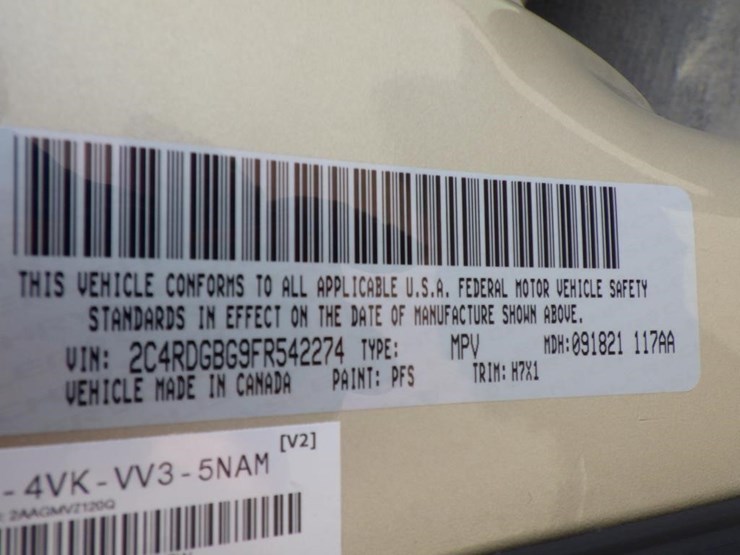 THIS VEHICLE CONFORMS TO ALL APPLICABLE U.S.A. FEDERAL MOTOR VEHICLE SAFETY
STANDARDS IN EFFECT ON THE DATE OF MANUFACTURE SHOWN ABOVE.
VIN: 2C4RDGBG9FR542274 TYPE: MPV MDH:091821 117AA
VEHICLE MADE IN CANADA PAINT: PFS TRIM: H7X1
[V2]
- 4VK - VV3 - 5NAM
: 2AAGMVZ120Q